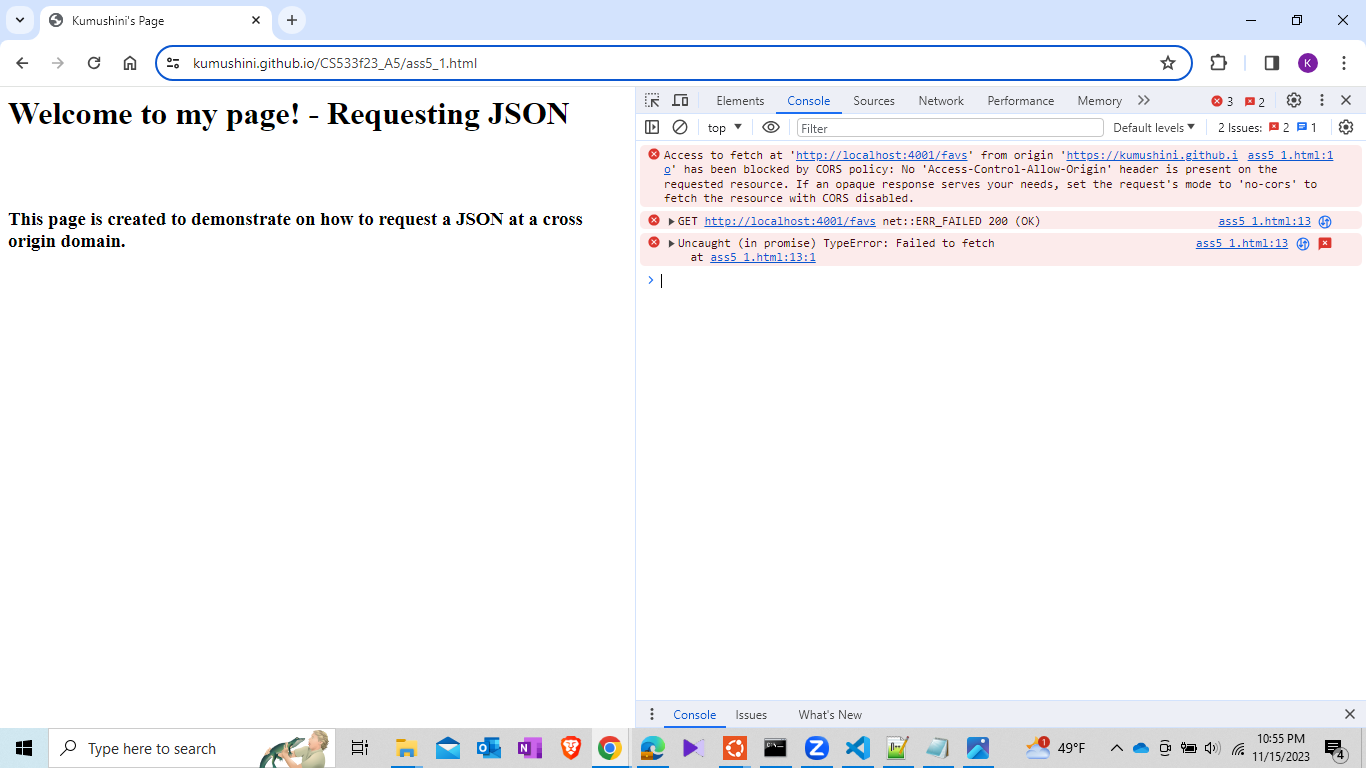 Kumushini's Page
kumushini.github.io/CS533f23_A5/ass5_1.html
K
Welcome to my page! - Requesting JSON
This page is created to demonstrate on how to request a JSON at a cross
origin domain.
Elements Console Sources Network Performance Memory 3 2
top Filter Default levels 2 Issues: 2 1
Access to fetch at 'http://localhost:4001/favs' from origin 'https://kumushini.github.i ass5_1.html:1
o' has been blocked by CORS policy: No 'Access-Control-Allow-Origin' header is present on the
requested resource. If an opaque response serves your needs, set the request's mode to 'no-cors' to
fetch the resource with CORS disabled.
GET http://localhost:4001/favs net::ERR_FAILED 200 (OK) ass5_1.html:13
Uncaught (in promise) TypeError: Failed to fetch ass5_1.html:13
at ass5_1.html:13:1
Console Issues What's New
Type here to search
1 49°F
10:55 PM
11/15/2023
4